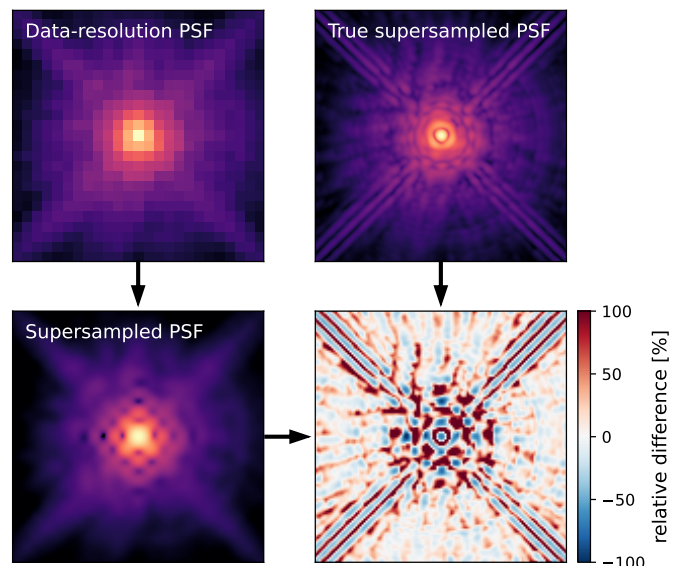 Data-resolution PSF
True supersampled PSF
Supersampled PSF
100
50
0
−50
−100
relative difference [%]